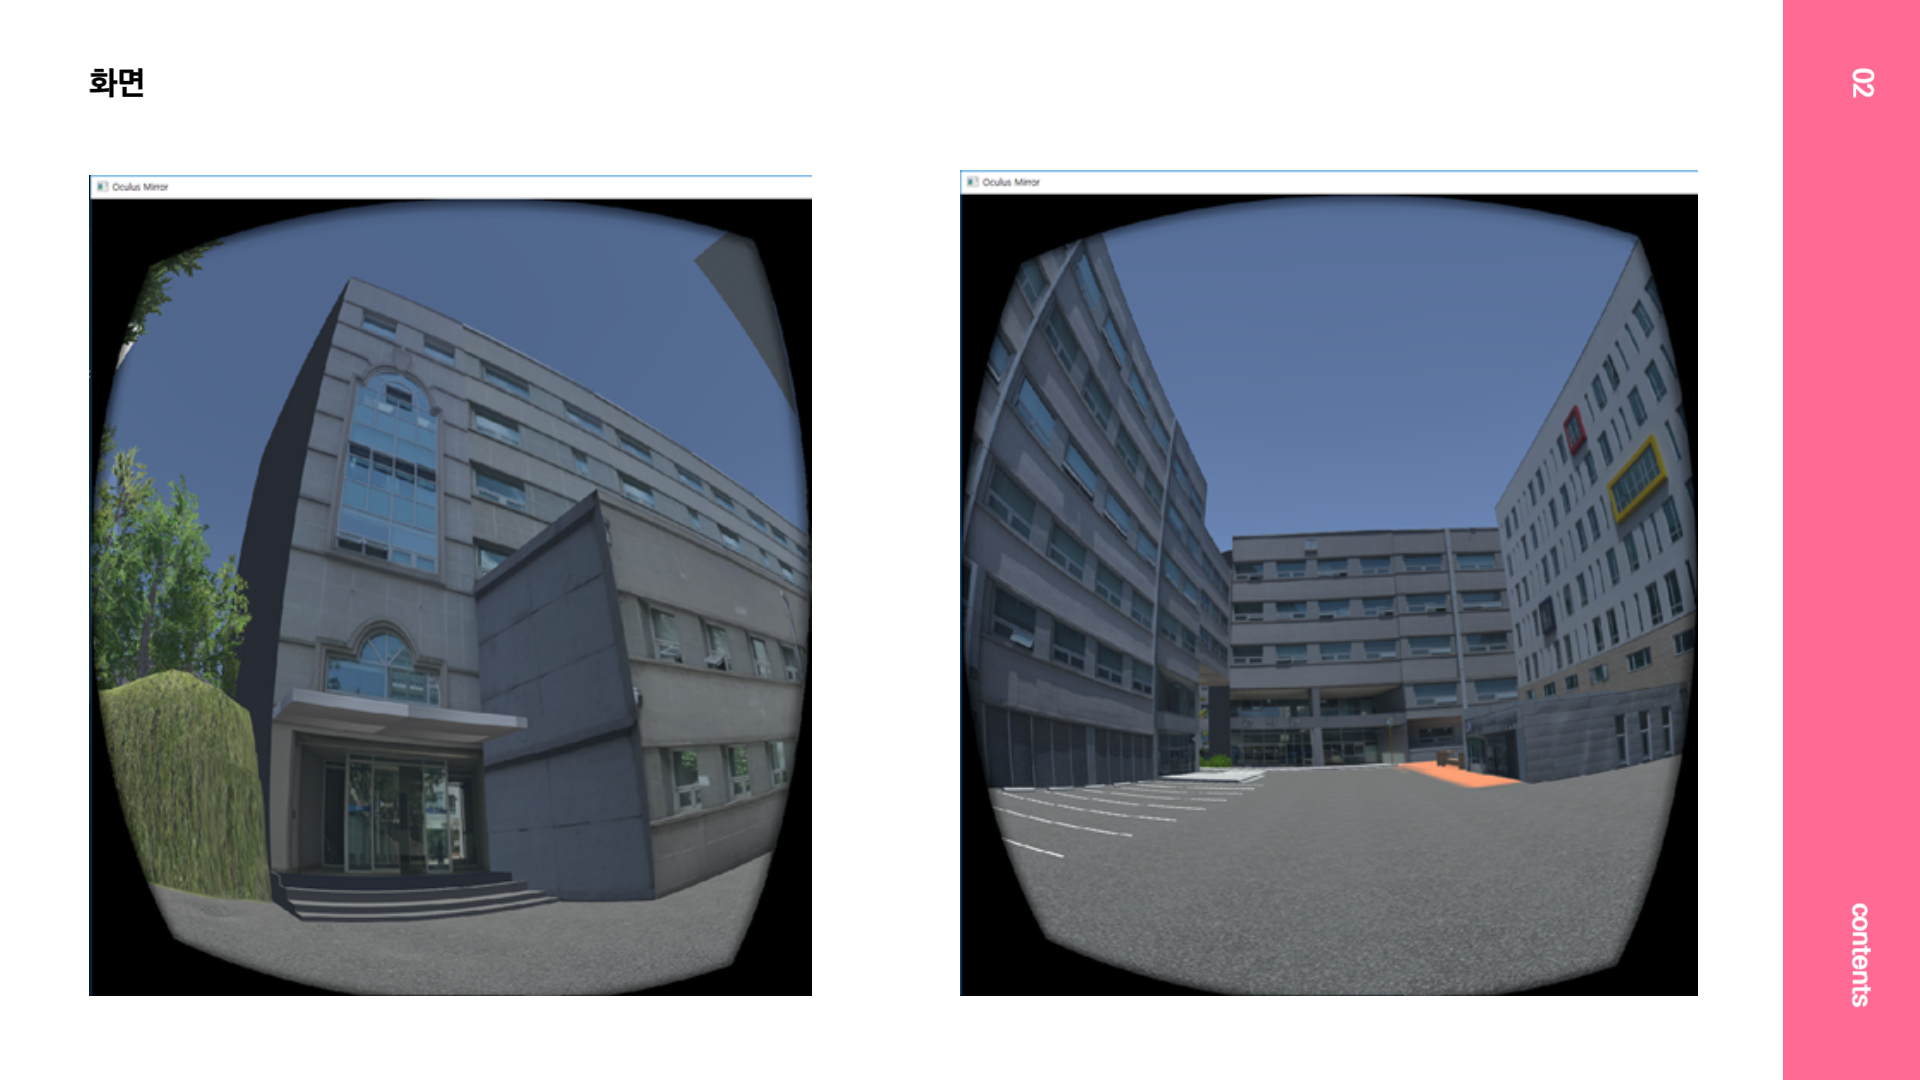 화면
02
Oculus Mirror
Oculus Mirror
contents